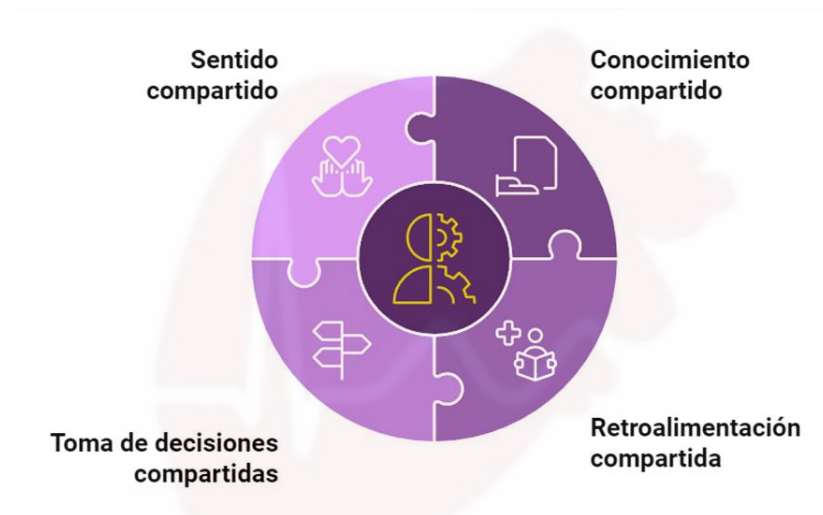 Sentido
compartido
Conocimiento
compartido
Toma de decisiones
compartidas
Retroalimentación
compartida